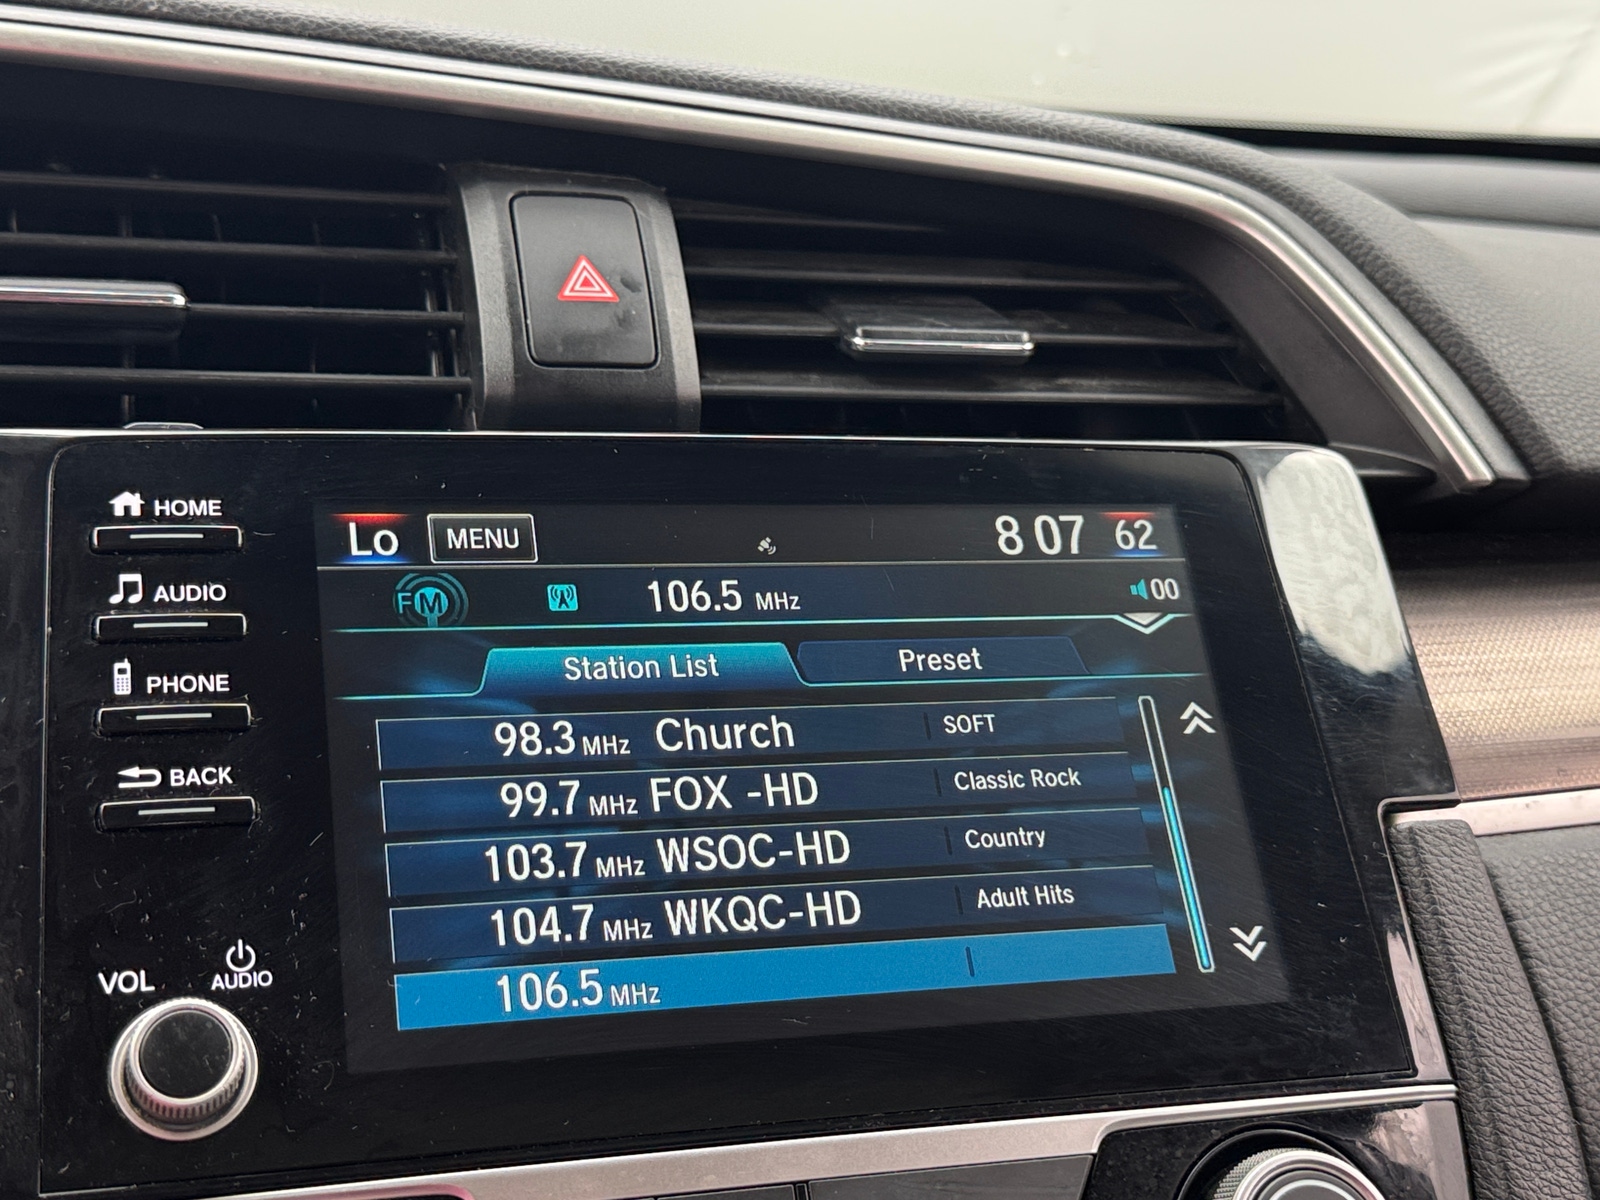 HOME
AUDIO
PHONE
BACK
VOL
AUDIO
Lo MENU 8 07 62
FM 106.5 MHz 00
Station List Preset
98.3 MHz Church SOFT
99.7 MHz FOX -HD Classic Rock
103.7 MHz WSOC-HD Country
104.7 MHz WKQC-HD Adult Hits
106.5 MHz